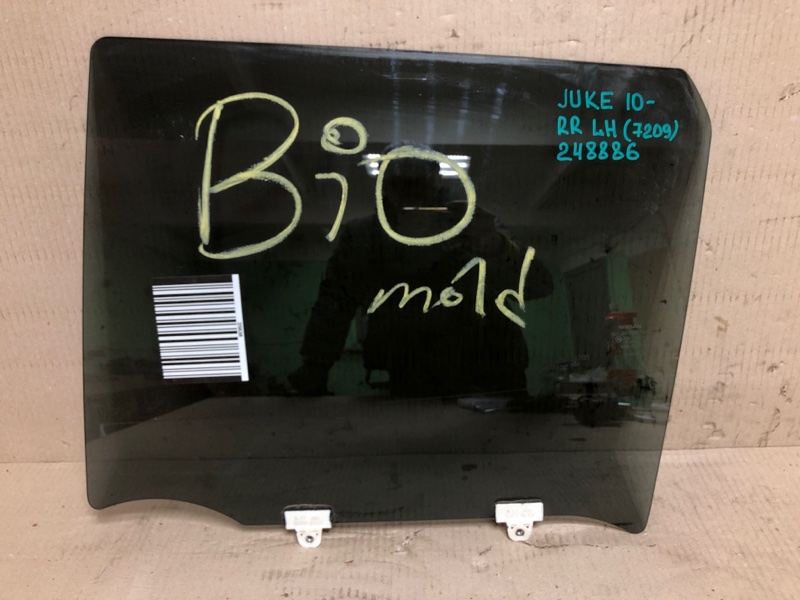 Bio
mold
JUKE 10-
RR LH (7209)
248886